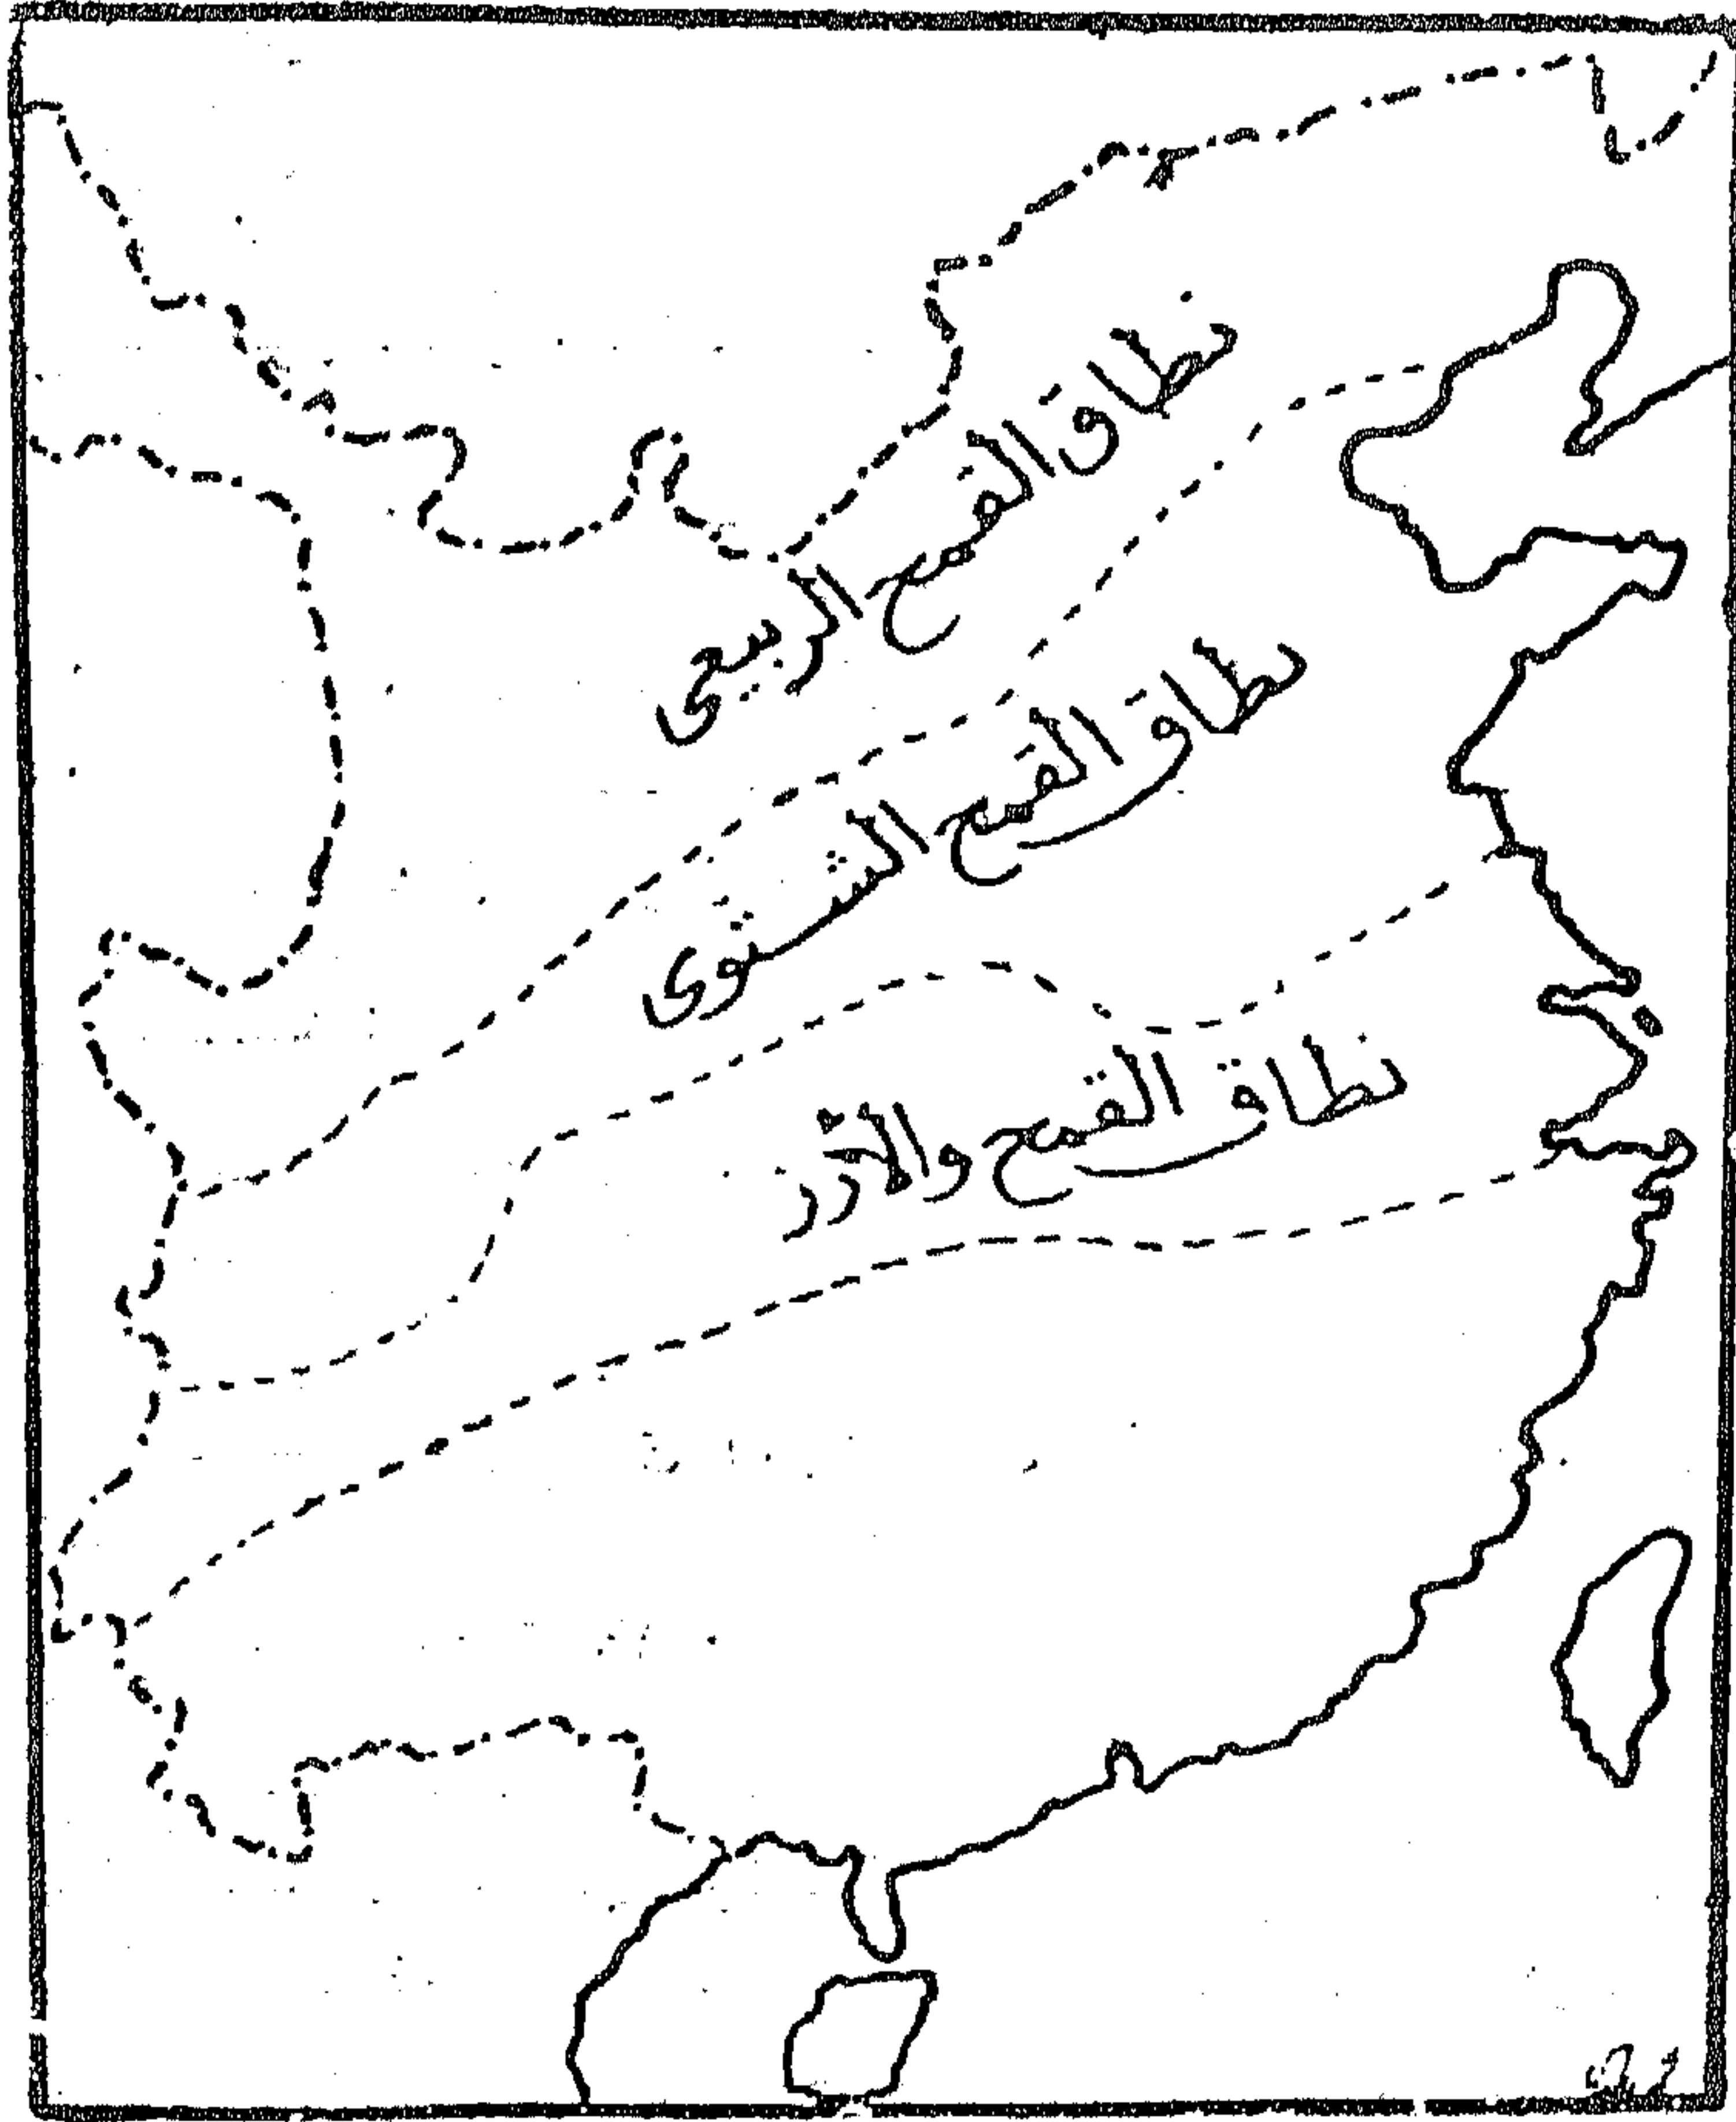 نطاق القمح الربيعى
نطاق القمح الشتوى
نطاق القمح والأرز